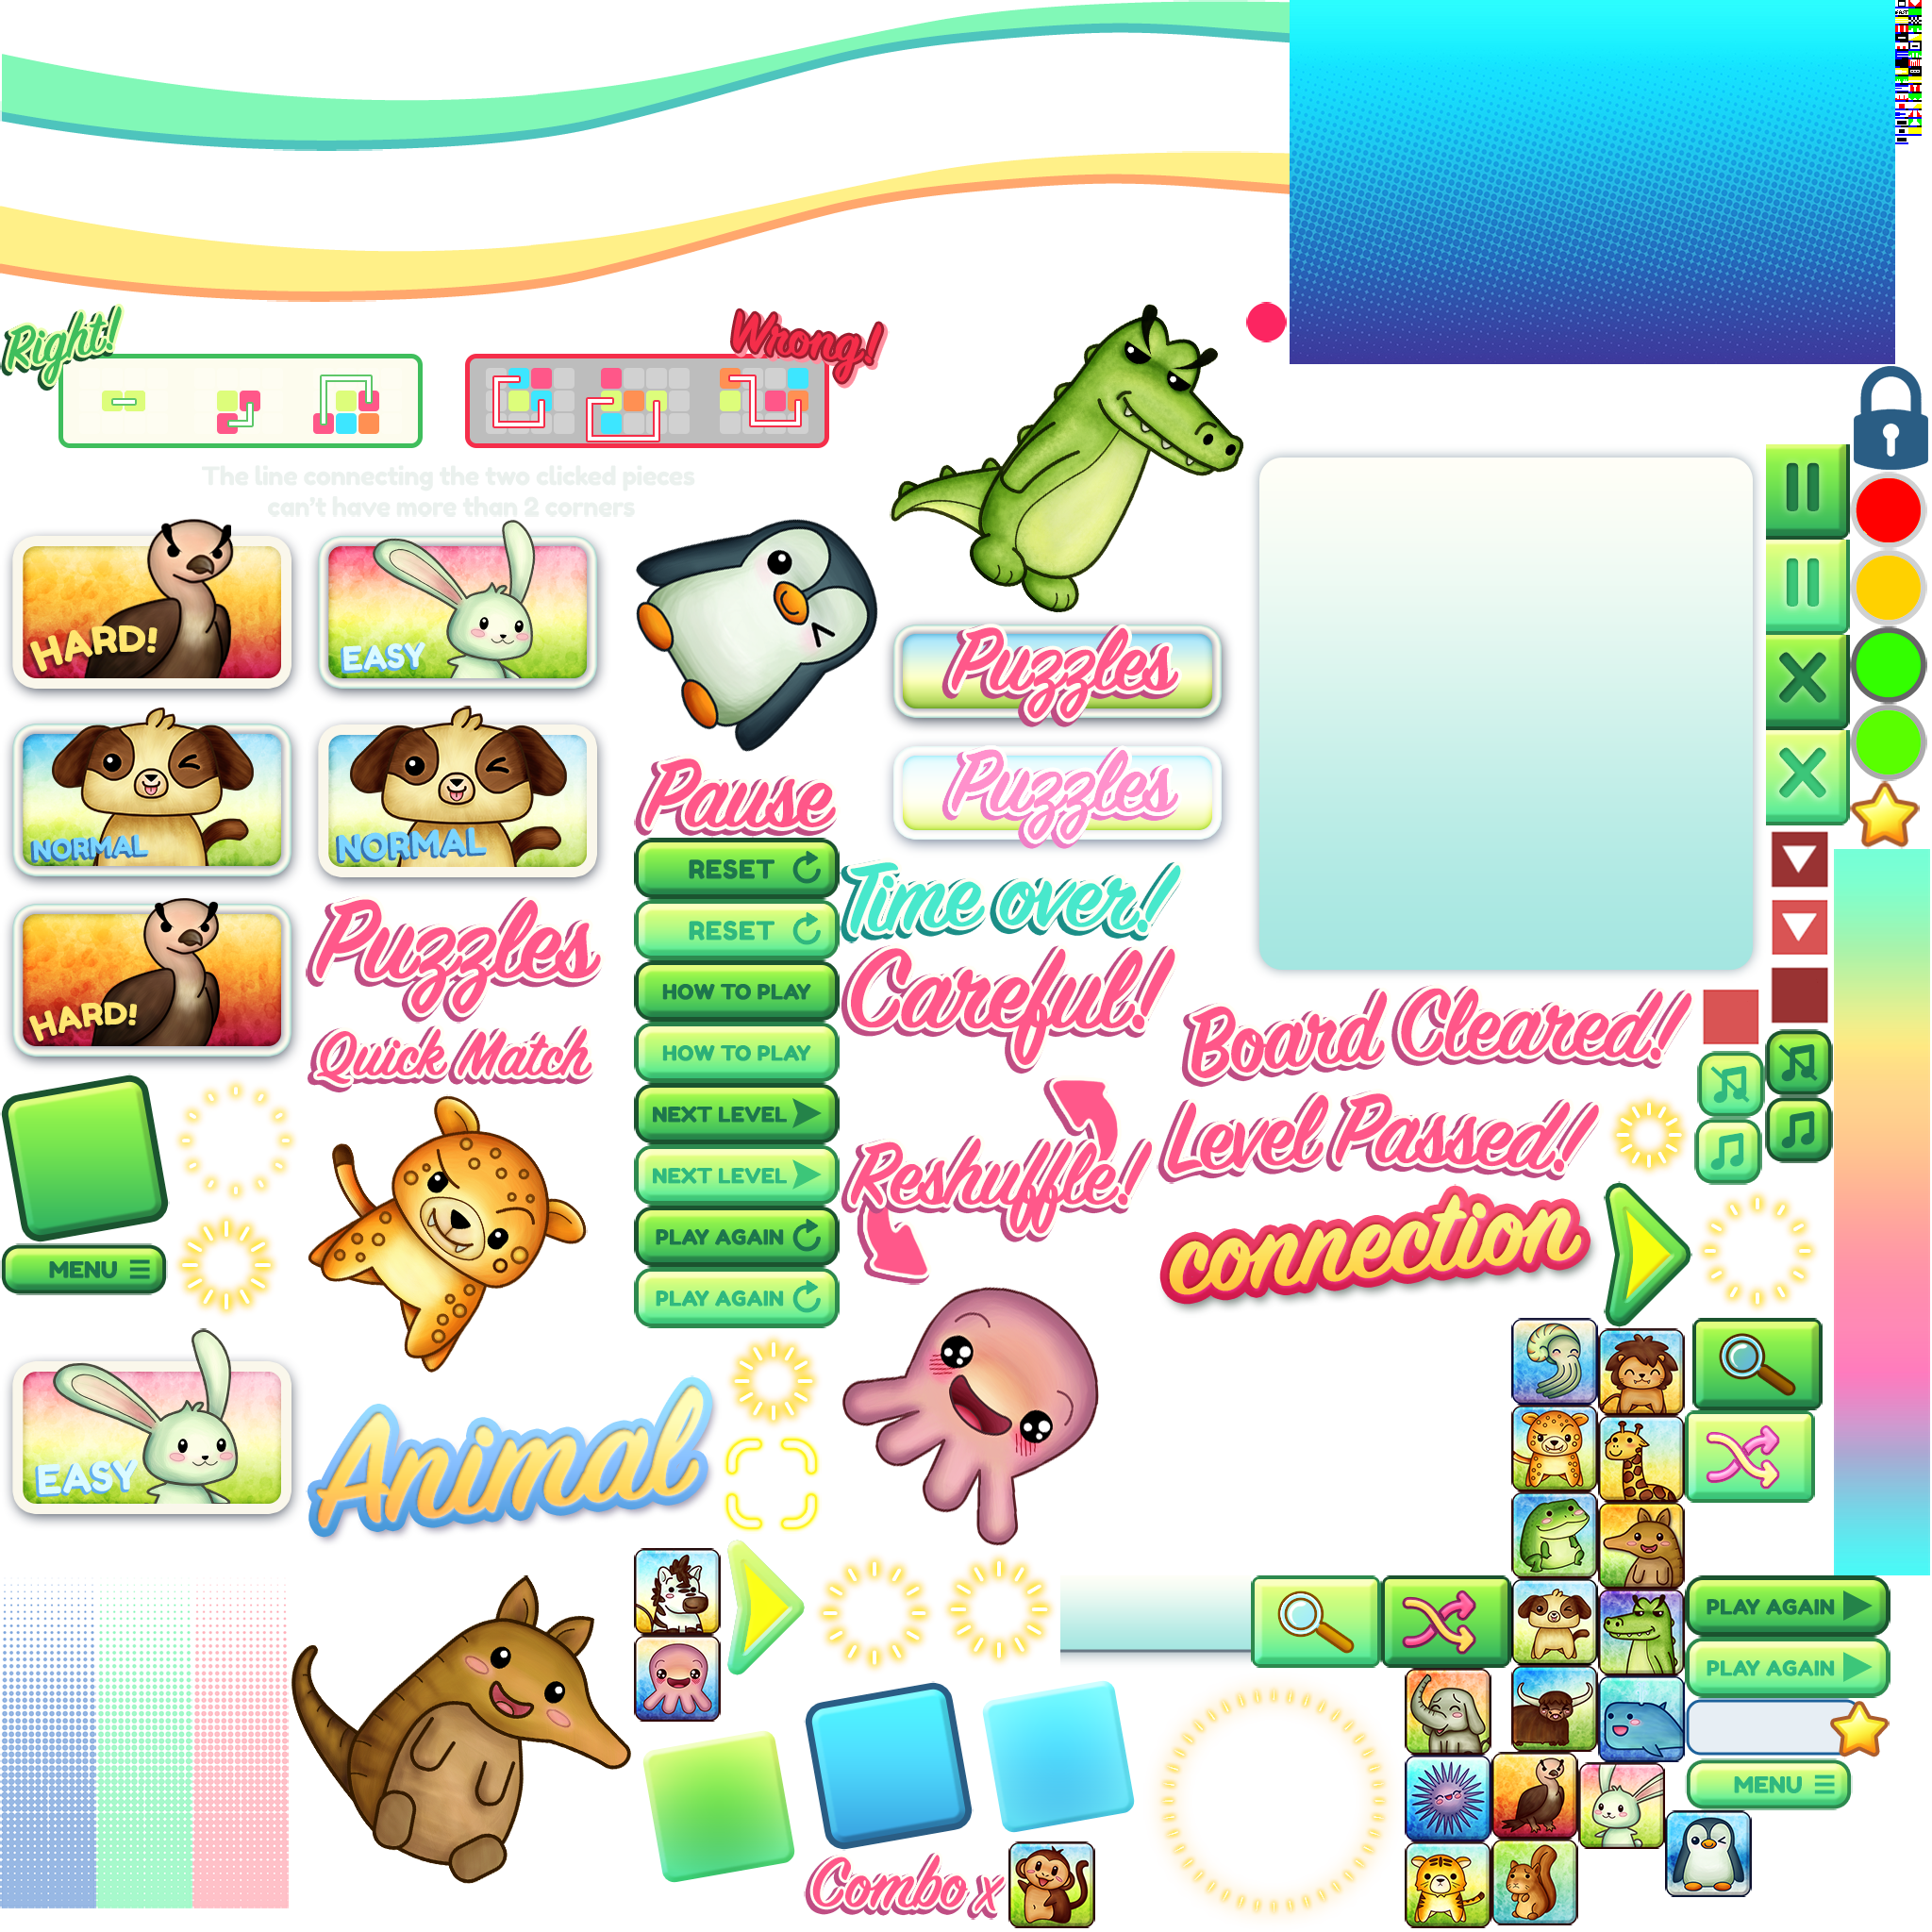 Right!
Wrong!
The line connecting the two clicked pieces
can't have more than 2 corners
HARD!
EASY
Puzzles
NORMAL
NORMAL
Puzzles
Pause
RESET
Time over!
RESET
HARD!
Puzzles
HOW TO PLAY
Careful!
Board Cleared!
Quick Match
HOW TO PLAY
NEXT LEVEL
Level Passed!
NEXT LEVEL
Reshuffle!
PLAY AGAIN
connection
MENU
PLAY AGAIN
EASY
Animal
PLAY AGAIN
PLAY AGAIN
MENU
Combo x